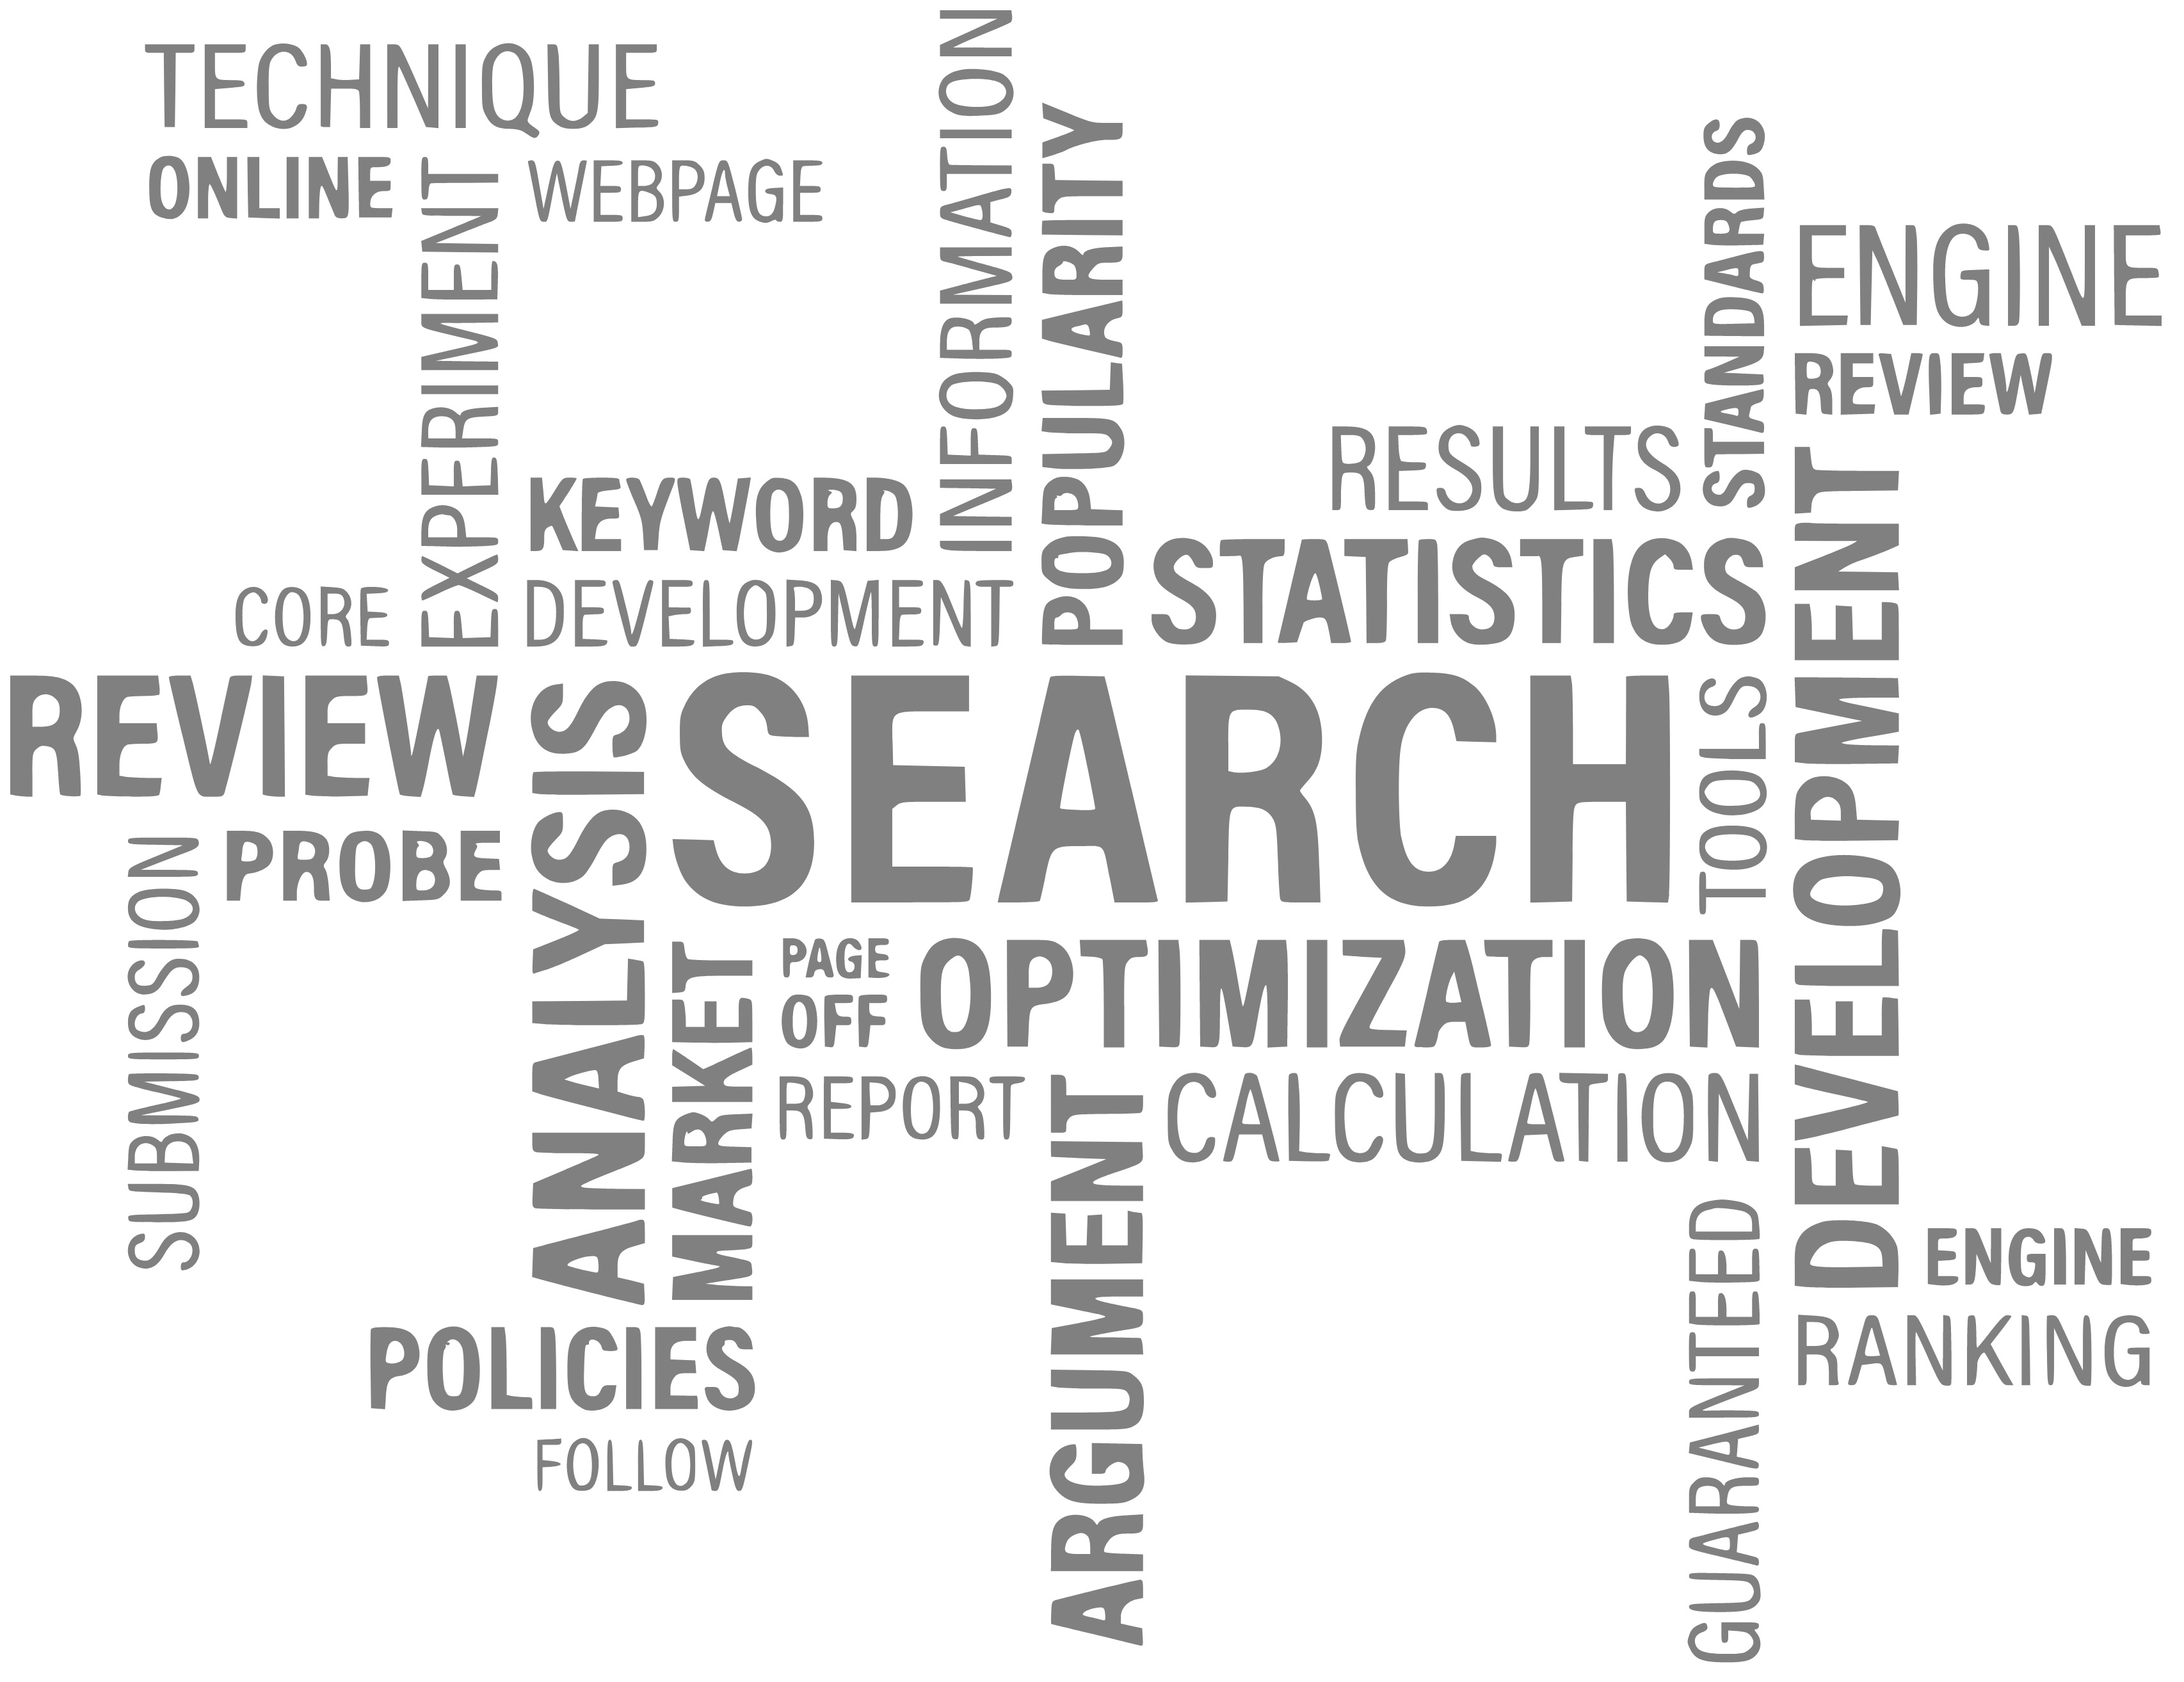 TECHNIQUE
ONLINE
WEBPAGE
EXPERIMENT
INFORMATION
POPULARITY
STANDARDS
ENGINE
REVIEW
RESULTS
KEYWORD
STATISTICS
CORE
DEVELOPMENT
DEVELOPMENT
REVIEW
ANALYSIS
SEARCH
TOOLS
SUBMISSION
PROBE
MARKET
PAGE
OFF
OPTIMIZATION
REPORT
ARGUMENT
CALCULATION
GUARANTEED
ENGINE
RANKING
POLICIES
FOLLOW